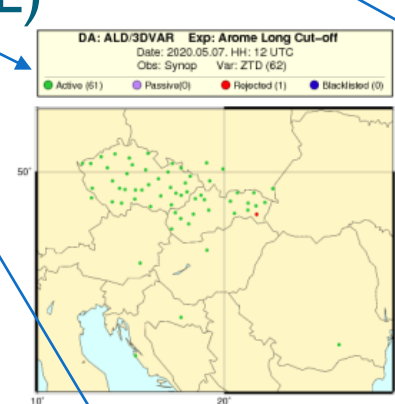 DA: ALD/3DVAR Exp: Arome Long Cut-off
Date: 2020.05.07. HH: 12 UTC
Obs: Synop Var: ZTD (62)
Active (61) Passive(0) Rejected (1) Blacklisted (0)
50°
10° 20°